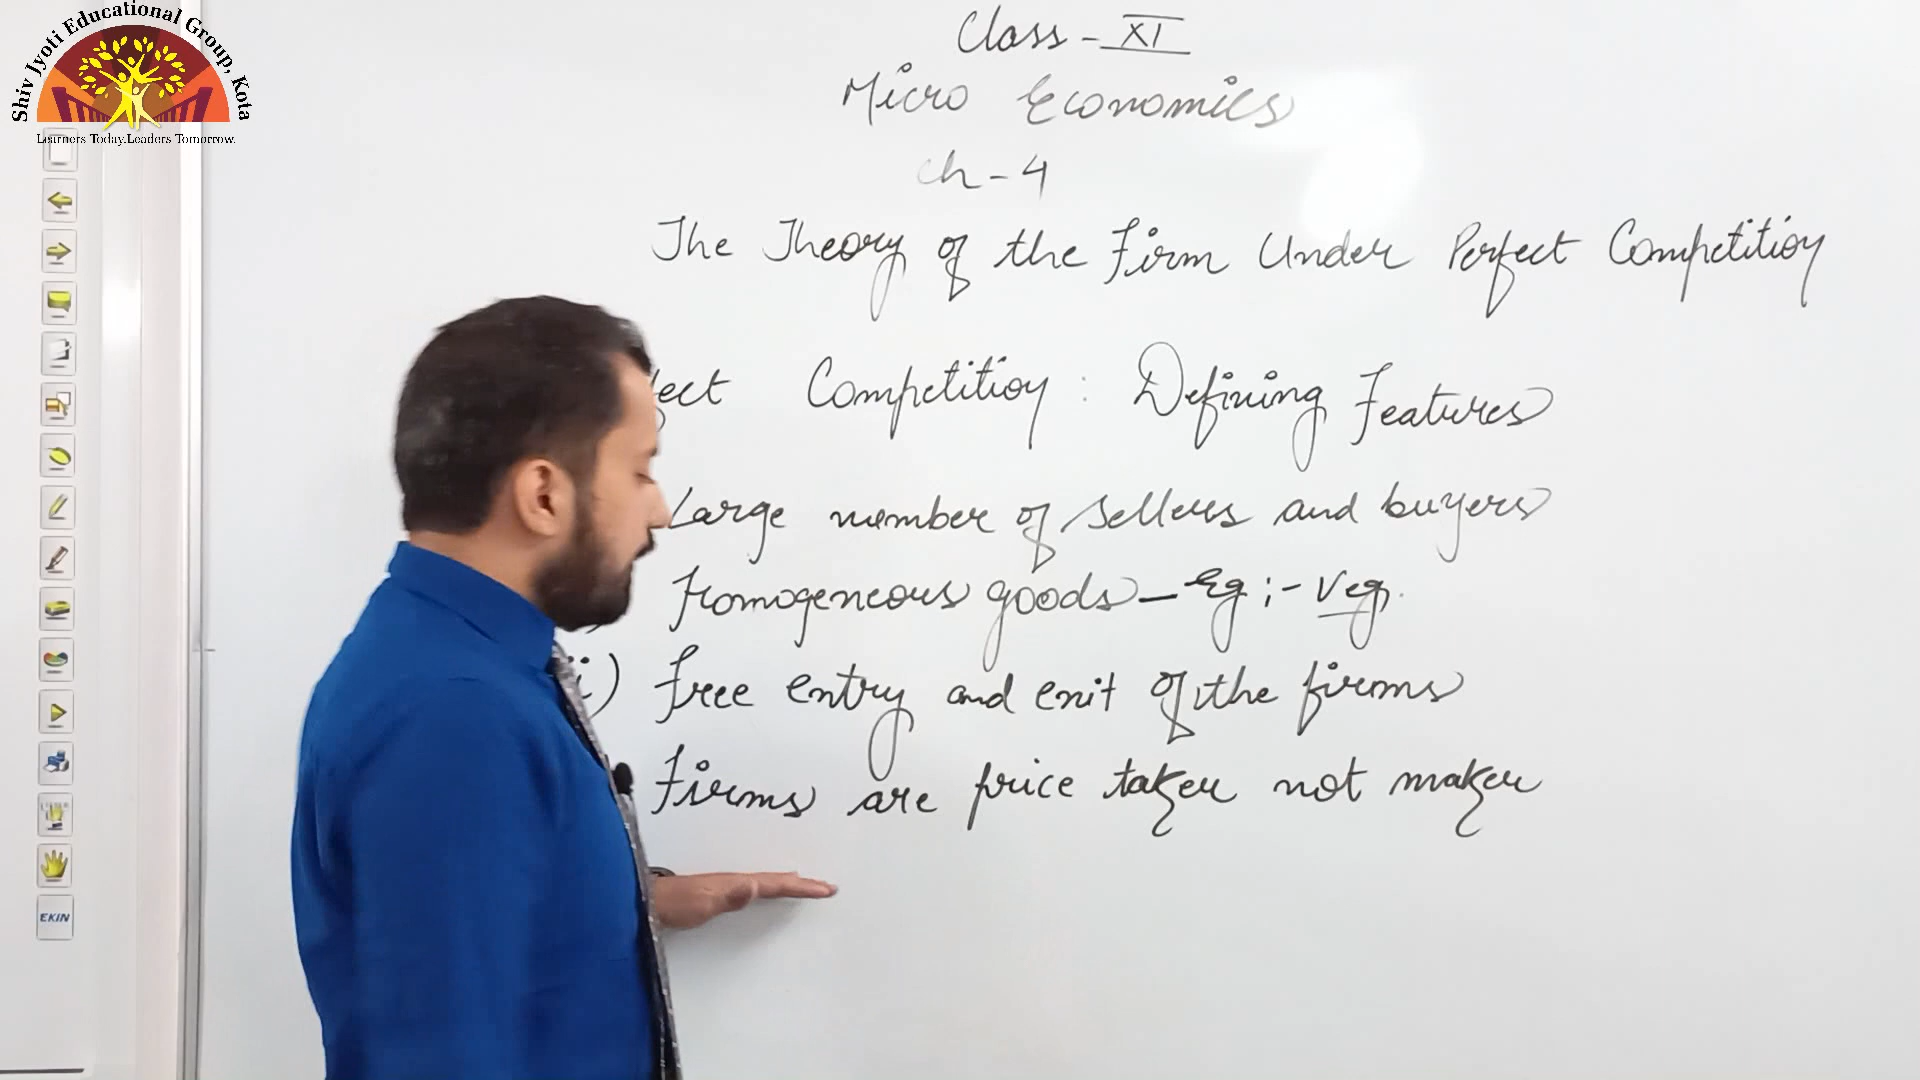 Shiv Jyoti Educational Group, Kota
Learners Today.Leaders Tomorrow.
Class - XI
Micro Economics
Ch - 4
The Theory of the Firm Under Perfect Competition
fect Competition : Defining Features
Large number of sellers and buyers
Homogeneous goods - Eg :- Veg.
i) Free entry and exit of the firms
Firms are price taker not maker
EKIN